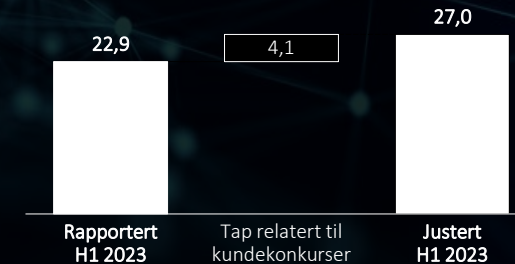 22,9
4,1
27,0
Rapportert
H1 2023
Tap relatert til
kundekonkurser
Justert
H1 2023